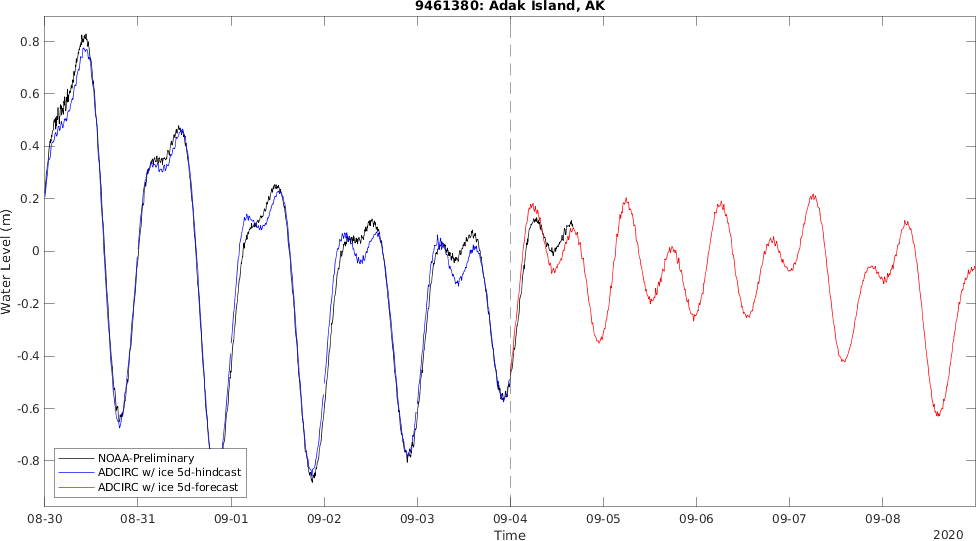 9461380: Adak Island, AK
Water Level (m)
0.8
0.6
0.4
0.2
0
-0.2
-0.4
-0.6
-0.8
NOAA-Preliminary
ADCIRC w/ ice 5d-hindcast
ADCIRC w/ ice 5d-forecast
08-30 08-31 09-01 09-02 09-03 09-04 09-05 09-06 09-07 09-08
Time
2020